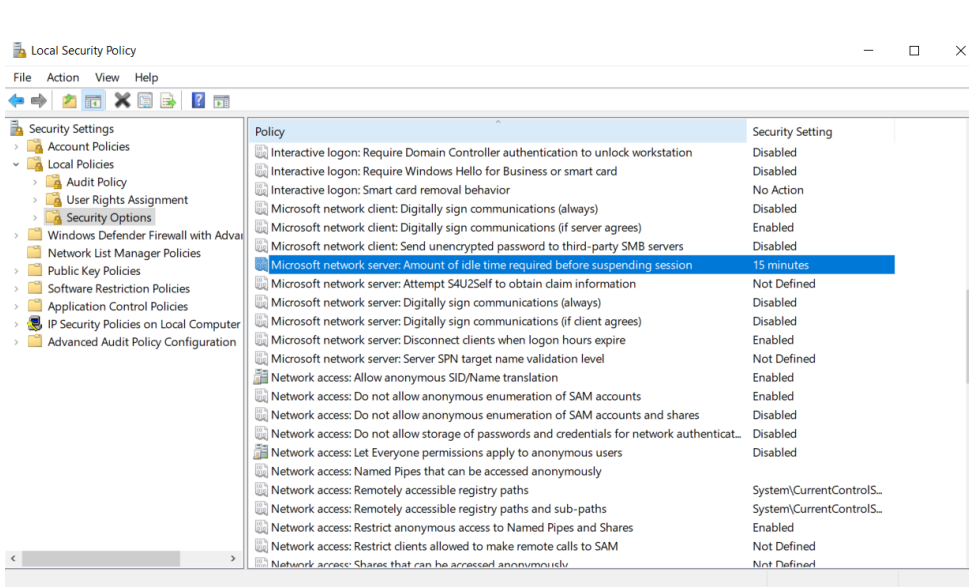 Local Security Policy
File Action View Help
Security Settings
Account Policies
Local Policies
Audit Policy
User Rights Assignment
Security Options
Windows Defender Firewall with Advan
Network List Manager Policies
Public Key Policies
Software Restriction Policies
Application Control Policies
IP Security Policies on Local Computer
Advanced Audit Policy Configuration
Policy Security Setting
Interactive logon: Require Domain Controller authentication to unlock workstation Disabled
Interactive logon: Require Windows Hello for Business or smart card Disabled
Interactive logon: Smart card removal behavior No Action
Microsoft network client: Digitally sign communications (always) Disabled
Microsoft network client: Digitally sign communications (if server agrees) Enabled
Microsoft network client: Send unencrypted password to third-party SMB servers Disabled
Microsoft network server: Amount of idle time required before suspending session 15 minutes
Microsoft network server: Attempt S4U2Self to obtain claim information Not Defined
Microsoft network server: Digitally sign communications (always) Disabled
Microsoft network server: Digitally sign communications (if client agrees) Disabled
Microsoft network server: Disconnect clients when logon hours expire Enabled
Microsoft network server: Server SPN target name validation level Not Defined
Network access: Allow anonymous SID/Name translation Enabled
Network access: Do not allow anonymous enumeration of SAM accounts Enabled
Network access: Do not allow anonymous enumeration of SAM accounts and shares Disabled
Network access: Do not allow storage of passwords and credentials for network authenticat... Disabled
Network access: Let Everyone permissions apply to anonymous users Disabled
Network access: Named Pipes that can be accessed anonymously
Network access: Remotely accessible registry paths System\CurrentControlS...
Network access: Remotely accessible registry paths and sub-paths System\CurrentControlS...
Network access: Restrict anonymous access to Named Pipes and Shares Enabled
Network access: Restrict clients allowed to make remote calls to SAM Not Defined
Network access: Shares that can be accessed anonymously Not Defined